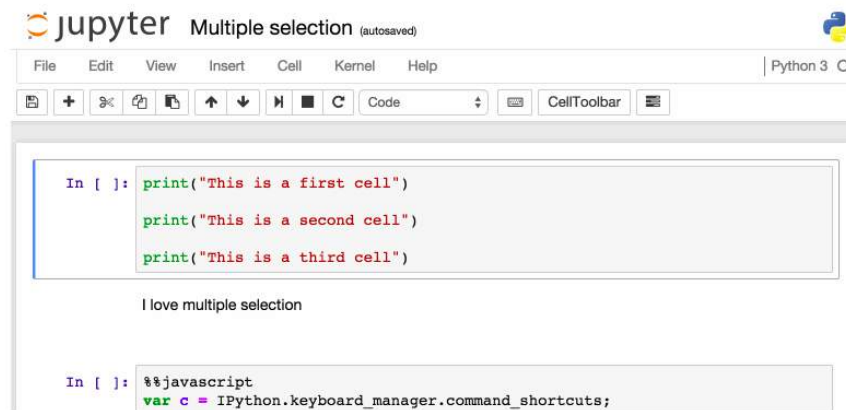 jupyter Multiple selection (autosaved)
File Edit View Insert Cell Kernel Help Python 3
Code CellToolbar
In [ ]: print("This is a first cell")
print("This is a second cell")
print("This is a third cell")
I love multiple selection
In [ ]: %%javascript
var c = IPython.keyboard_manager.command_shortcuts;